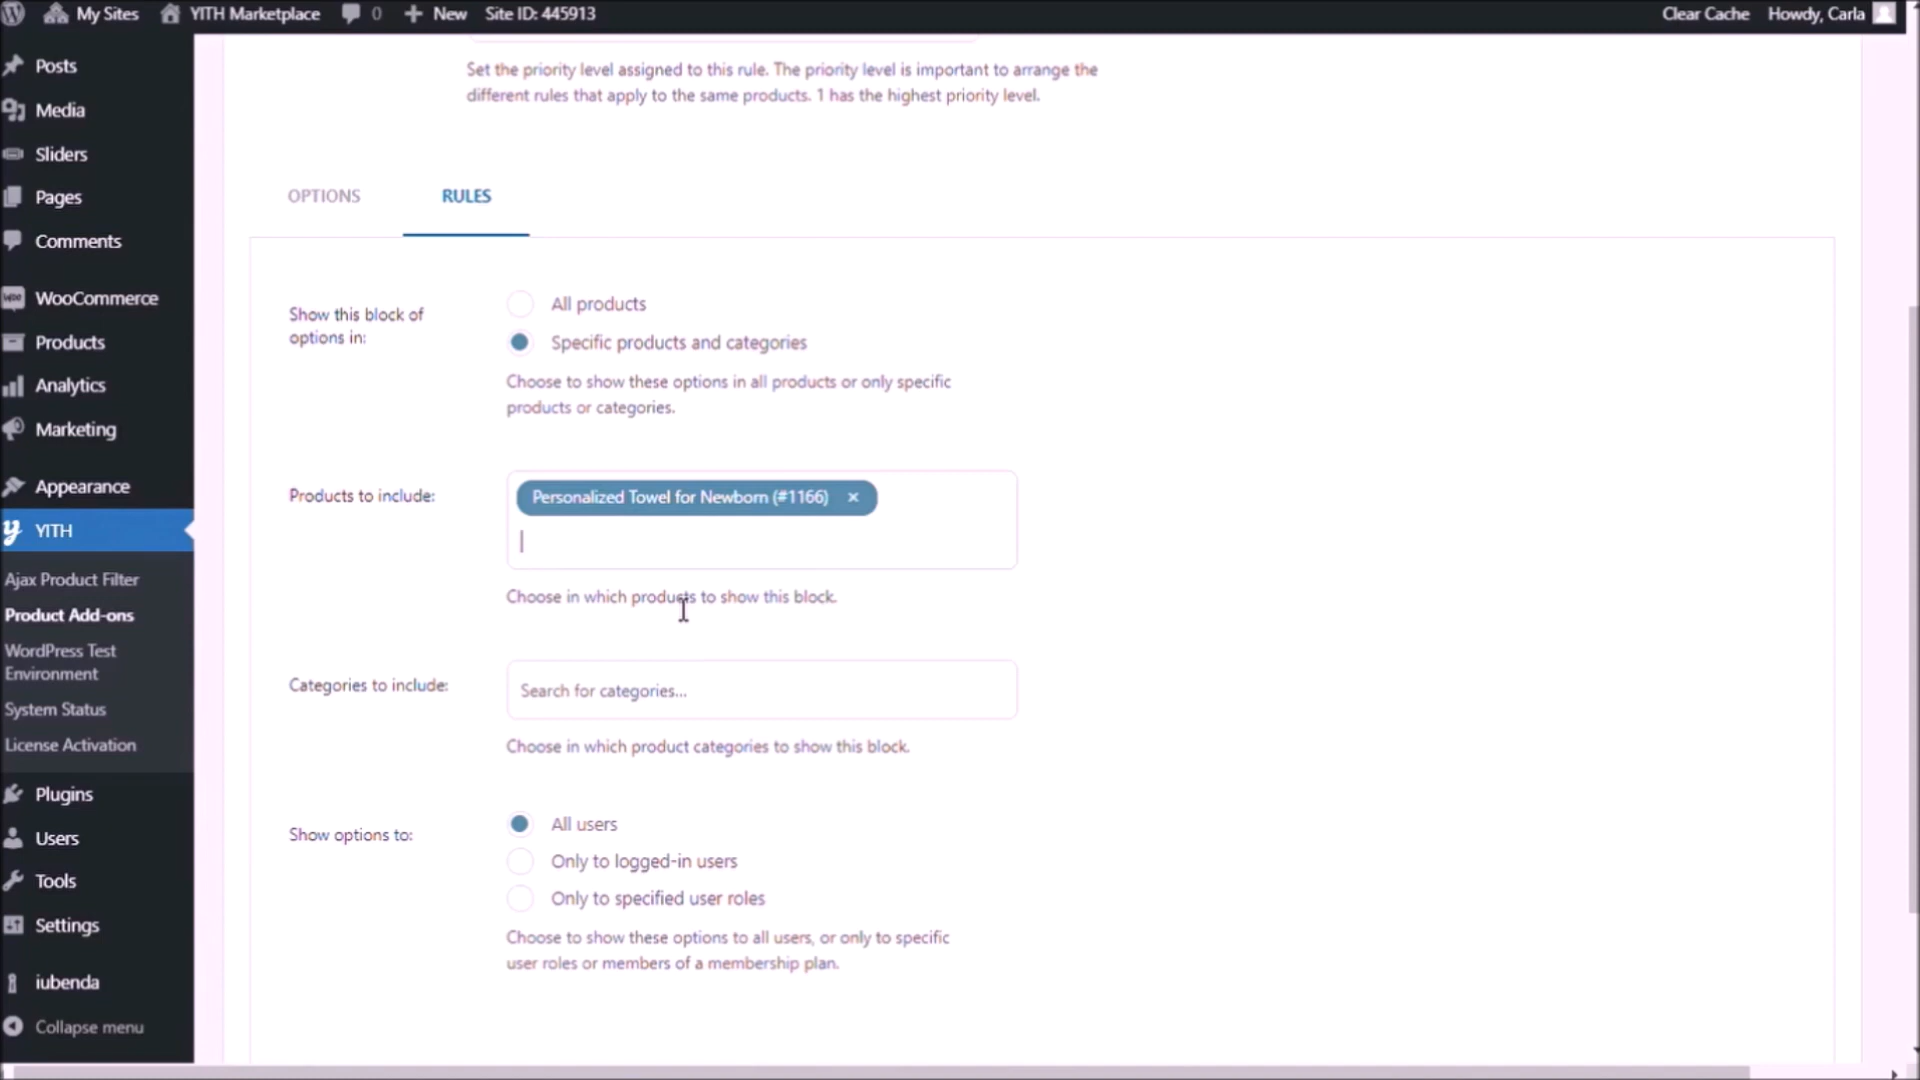 My Sites
YITH Marketplace
0
New
Site ID: 445913
Clear Cache
Howdy, Carla
Posts
Media
Sliders
Pages
Comments
WooCommerce
Products
Analytics
Marketing
Appearance
YITH
Ajax Product Filter
Product Add-ons
WordPress Test
Environment
System Status
License Activation
Plugins
Users
Tools
Settings
iubenda
Collapse menu
Set the priority level assigned to this rule. The priority level is important to arrange the
different rules that apply to the same products. 1 has the highest priority level.
OPTIONS
RULES
Show this block of
options in:
All products
Specific products and categories
Choose to show these options in all products or only specific
products or categories.
Products to include:
Personalized Towel for Newborn (#1166) ×
Choose in which products to show this block.
Categories to include:
Search for categories...
Choose in which product categories to show this block.
Show options to:
All users
Only to logged-in users
Only to specified user roles
Choose to show these options to all users, or only to specific
user roles or members of a membership plan.